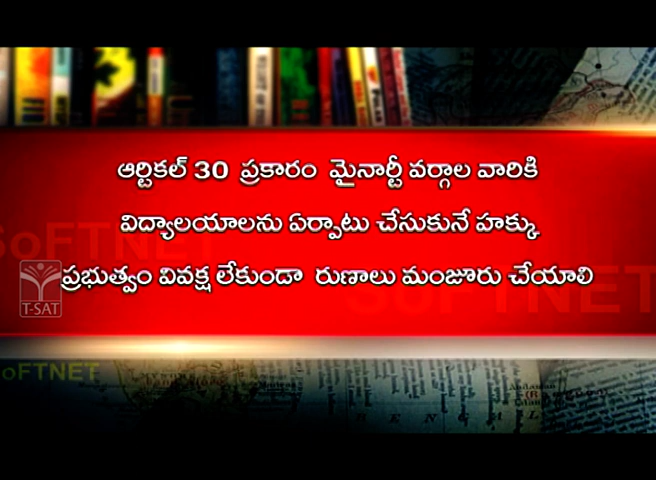 ఆర్టికల్ 30 ప్రకారం మైనార్టీ వర్గాల వారికి
విద్యాలయాలను ఏర్పాటు చేసుకునే హక్కు
ప్రభుత్వం వివక్ష లేకుండా రుణాలు మంజూరు చేయాలి
T-SAT
SOFTNET
SOFTNET
OFTNET